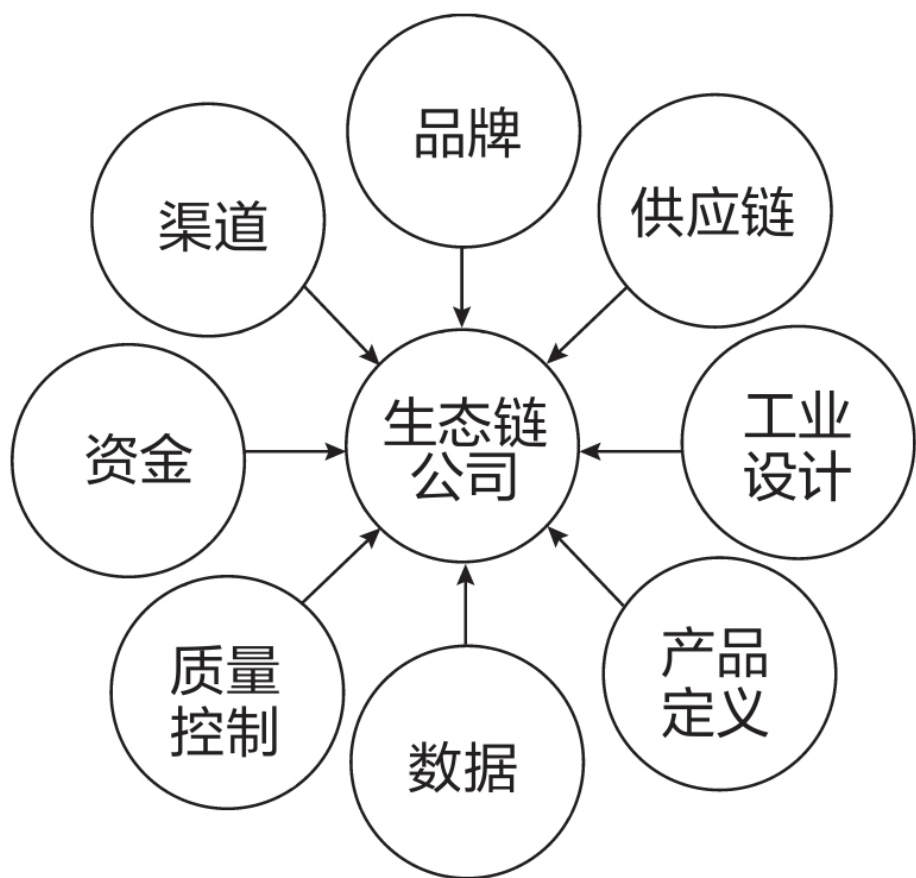 品牌
渠道
供应链
生态链
公司
工业
设计
资金
产品
定义
质量
控制
数据